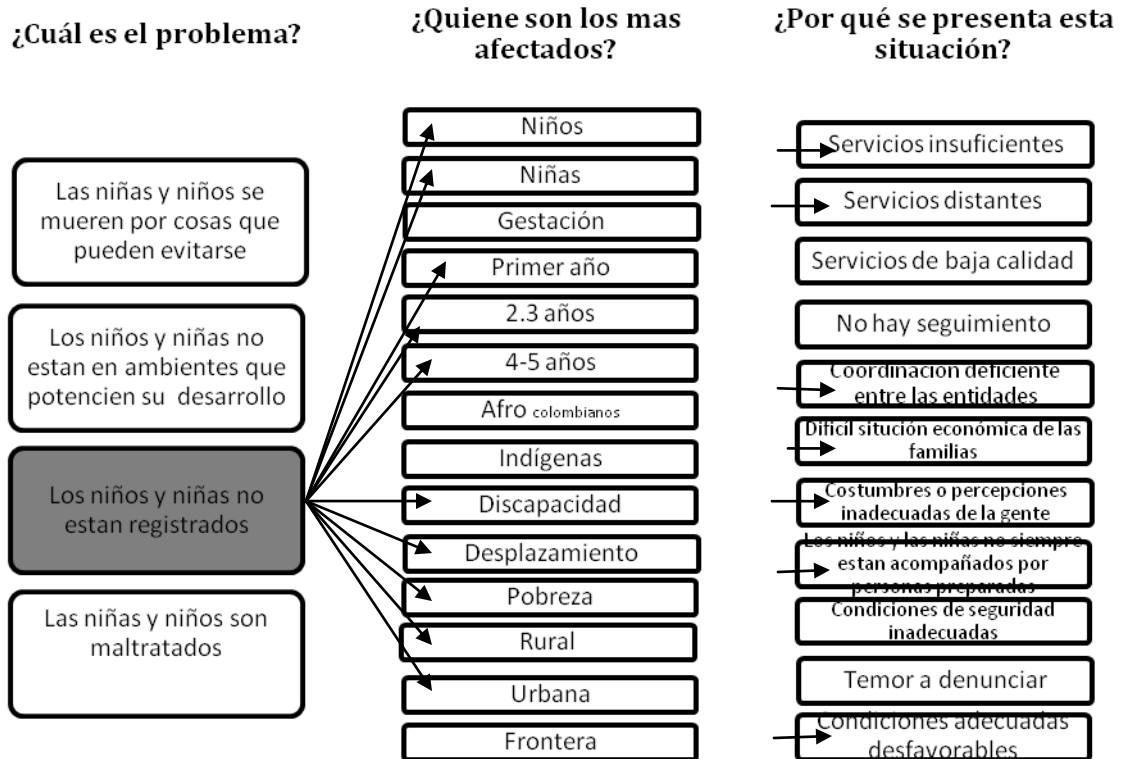 ¿Cuál es el problema?
Las niñas y niños se
mueren por cosas que
pueden evitarse
Los niños y niñas no
estan en ambientes que
potencien su desarrollo
Los niños y niñas no
estan registrados
Las niñas y niños son
maltratados
¿Quiene son los mas
afectados?
Niños
Niñas
Gestación
Primer año
2.3 años
4-5 años
Afro colombianos
Indígenas
Discapacidad
Desplazamiento
Pobreza
Rural
Urbana
Frontera
¿Por qué se presenta esta
situación?
Servicios insuficientes
Servicios distantes
Servicios de baja calidad
No hay seguimiento
Coordinación deficiente
entre las entidades
Dificíl situción económica de las
familias
Costumbres o percepciones
inadecuadas de la gente
Los niños y las niñas no siempre
estan acompañados por
personas preparadas
Condiciones de seguridad
inadecuadas
Temor a denunciar
Condiciones adecuadas
desfavorables